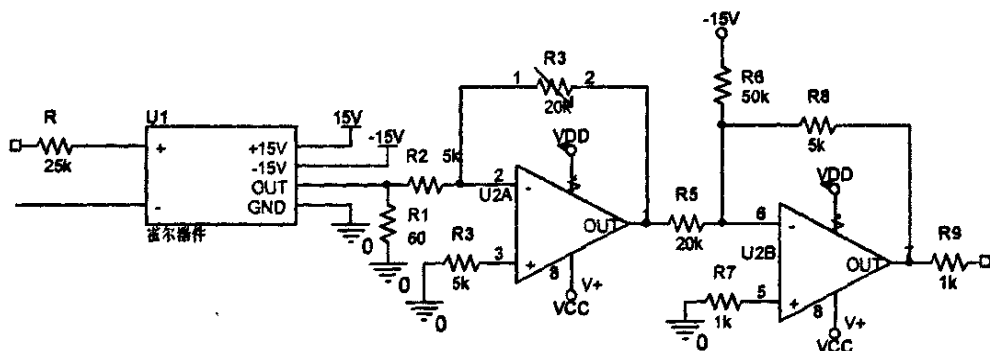 -15V
R3
1
2
20k
R6
50k
R8
5k
R
25k
U1
+
-
+15V
-15V
OUT
GND
霍尔器件
15V
-15V
0
R1
60
0
R2
5k
VDD
2
-
U2A
OUT
R3
5k
0
3
+
8
V+
VCC
R5
20k
VDD
6
-
U2B
OUT
7
R9
1k
R7
1k
0
5
+
8
V+
VCC